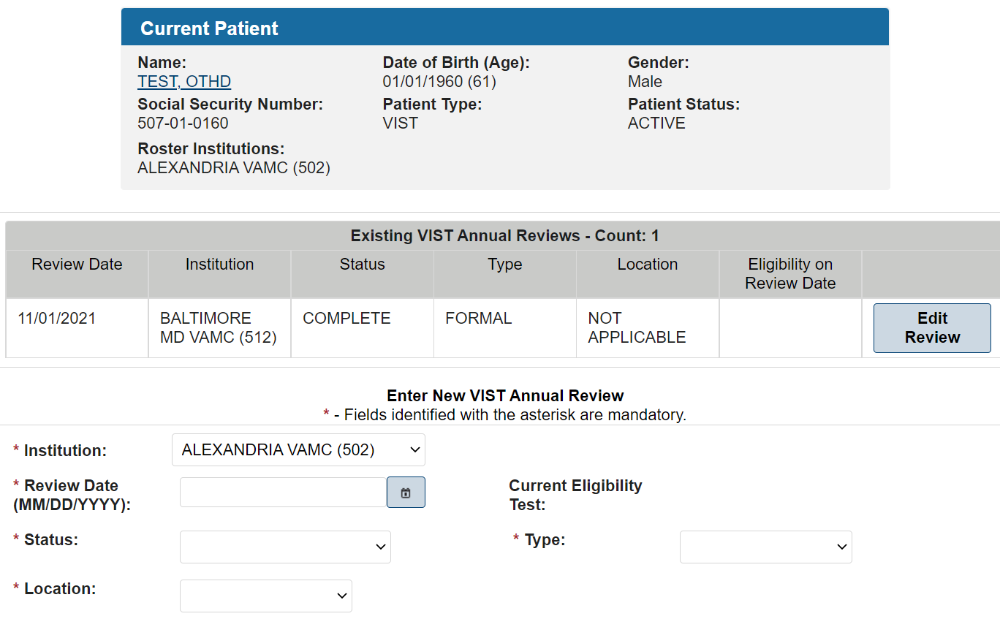 Current Patient
Name: Date of Birth (Age): Gender:
TEST, OTHD 01/01/1960 (61) Male
Social Security Number: Patient Type: Patient Status:
507-01-0160 VIST ACTIVE
Roster Institutions:
ALEXANDRIA VAMC (502)
Existing VIST Annual Reviews - Count: 1
Review Date Institution Status Type Location Eligibility on
Review Date
11/01/2021 BALTIMORE COMPLETE FORMAL NOT Edit
MD VAMC (512) APPLICABLE Review
Enter New VIST Annual Review
* - Fields identified with the asterisk are mandatory.
* Institution: ALEXANDRIA VAMC (502)
* Review Date Current Eligibility
(MM/DD/YYYY): Test:
* Status: * Type:
* Location: